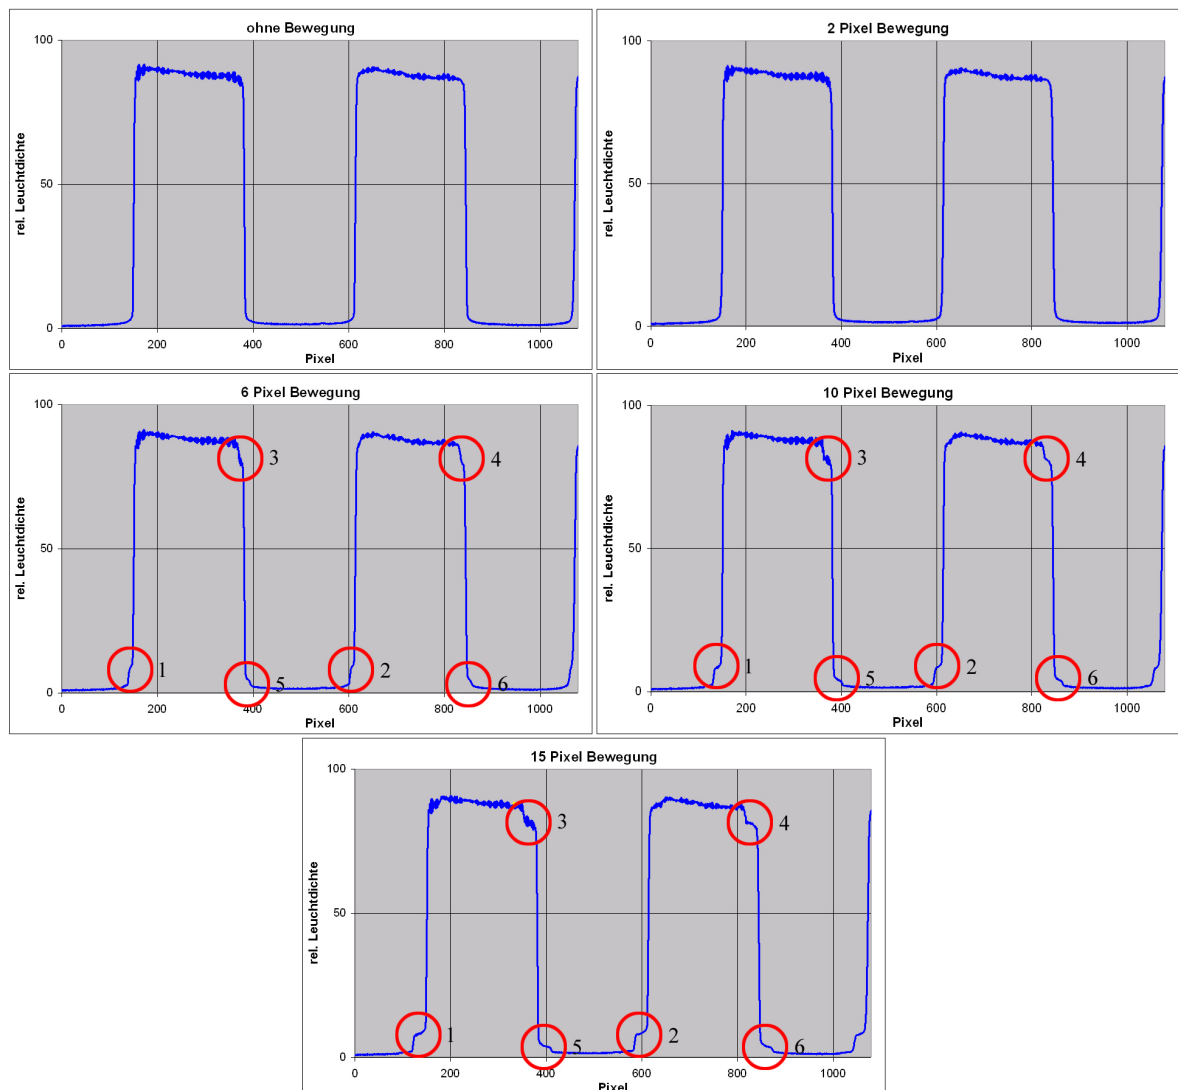 ohne Bewegung
100
50
0
rel. Leuchtdichte
0 200 400 600 800 1000
Pixel
2 Pixel Bewegung
100
50
0
rel. Leuchtdichte
0 200 400 600 800 1000
Pixel
6 Pixel Bewegung
100
50
0
rel. Leuchtdichte
3 4
1 5 2 6
0 200 400 600 800 1000
Pixel
10 Pixel Bewegung
100
50
0
rel. Leuchtdichte
3 4
1 5 2 6
0 200 400 600 800 1000
Pixel
15 Pixel Bewegung
100
50
0
rel. Leuchtdichte
3 4
1 5 2 6
0 200 400 600 800 1000
Pixel